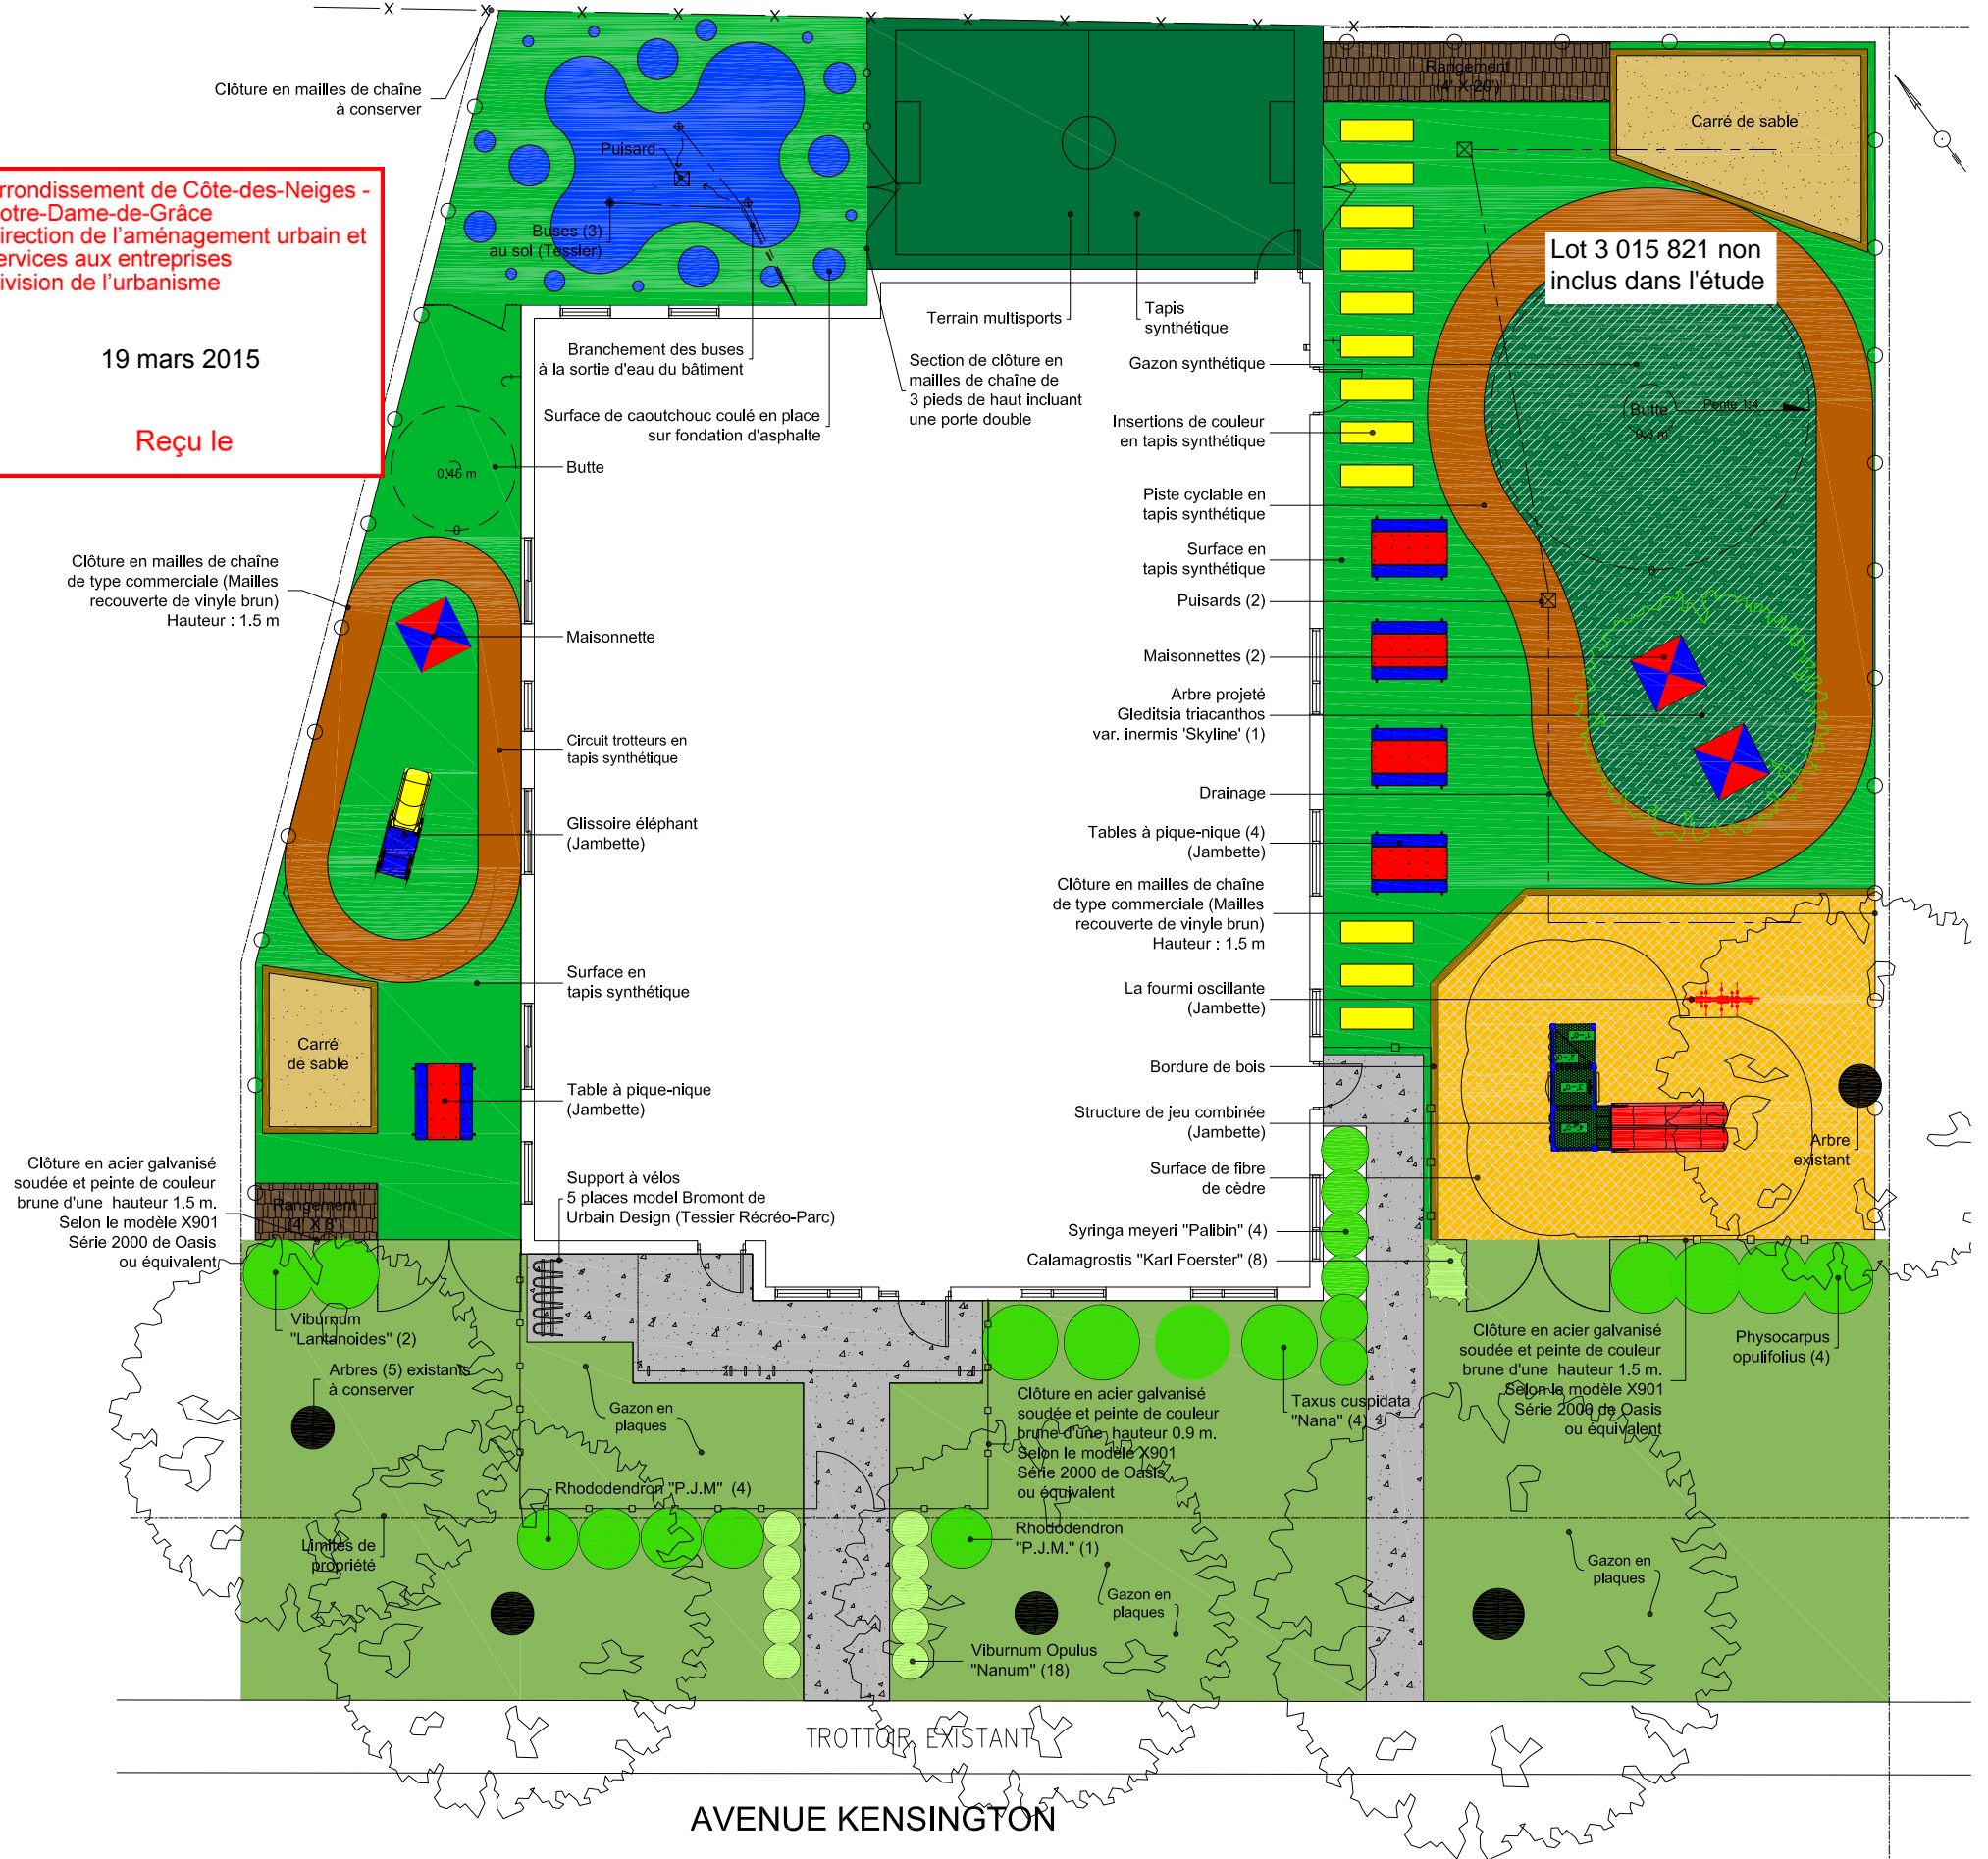 Clôture en mailles de chaîne
à conserver
rrondissement de Côte-des-Neiges -
otre-Dame-de-Grâce
irection de l'aménagement urbain et
ervices aux entreprises
ivision de l'urbanisme
19 mars 2015
Reçu le
Puisard
Buses (3)
au sol (Tessier)
Rangement
(4' X 20')
Carré de sable
Lot 3 015 821 non
inclus dans l'étude
Branchement des buses
à la sortie d'eau du bâtiment
Surface de caoutchouc coulé en place
sur fondation d'asphalte
Butte
0.45 m
0
Terrain multisports
Tapis
synthétique
Section de clôture en
mailles de chaîne de
3 pieds de haut incluant
une porte double
Gazon synthétique
Butte
Pente 1:4
0.8 m
0
Insertions de couleur
en tapis synthétique
Piste cyclable en
tapis synthétique
Surface en
tapis synthétique
Puisards (2)
Maisonnettes (2)
Arbre projeté
Gleditsia triacanthos
var. inermis 'Skyline' (1)
Drainage
Tables à pique-nique (4)
(Jambette)
Clôture en mailles de chaîne
de type commerciale (Mailles
recouverte de vinyle brun)
Hauteur : 1.5 m
La fourmi oscillante
(Jambette)
Bordure de bois
Structure de jeu combinée
(Jambette)
Surface de fibre
de cèdre
Syringa meyeri "Palibin" (4)
Calamagrostis "Karl Foerster" (8)
Arbre
existant
Clôture en mailles de chaîne
de type commerciale (Mailles
recouverte de vinyle brun)
Hauteur : 1.5 m
Maisonnette
Circuit trotteurs en
tapis synthétique
Glissoire éléphant
(Jambette)
Surface en
tapis synthétique
Carré
de sable
Table à pique-nique
(Jambette)
Support à vélos
5 places model Bromont de
Urbain Design (Tessier Récréo-Parc)
Clôture en acier galvanisé
soudée et peinte de couleur
brune d'une hauteur 1.5 m.
Selon le modèle X901
Série 2000 de Oasis
ou équivalent
Rangement
(4' X 8')
Viburnum
"Lantanoides" (2)
Arbres (5) existants
à conserver
Gazon en
plaques
Rhododendron "P.J.M" (4)
Limites de
propriété
Clôture en acier galvanisé
soudée et peinte de couleur
brune d'une hauteur 0.9 m.
Selon le modèle X901
Série 2000 de Oasis
ou équivalent
Taxus cuspidata
"Nana" (4)
Rhododendron
"P.J.M." (1)
Gazon en
plaques
Viburnum Opulus
"Nanum" (18)
Clôture en acier galvanisé
soudée et peinte de couleur
brune d'une hauteur 1.5 m.
Selon le modèle X901
Série 2000 de Oasis
ou équivalent
Physocarpus
opulifolius (4)
Gazon en
plaques
TROTTOIR EXISTANT
AVENUE KENSINGTON